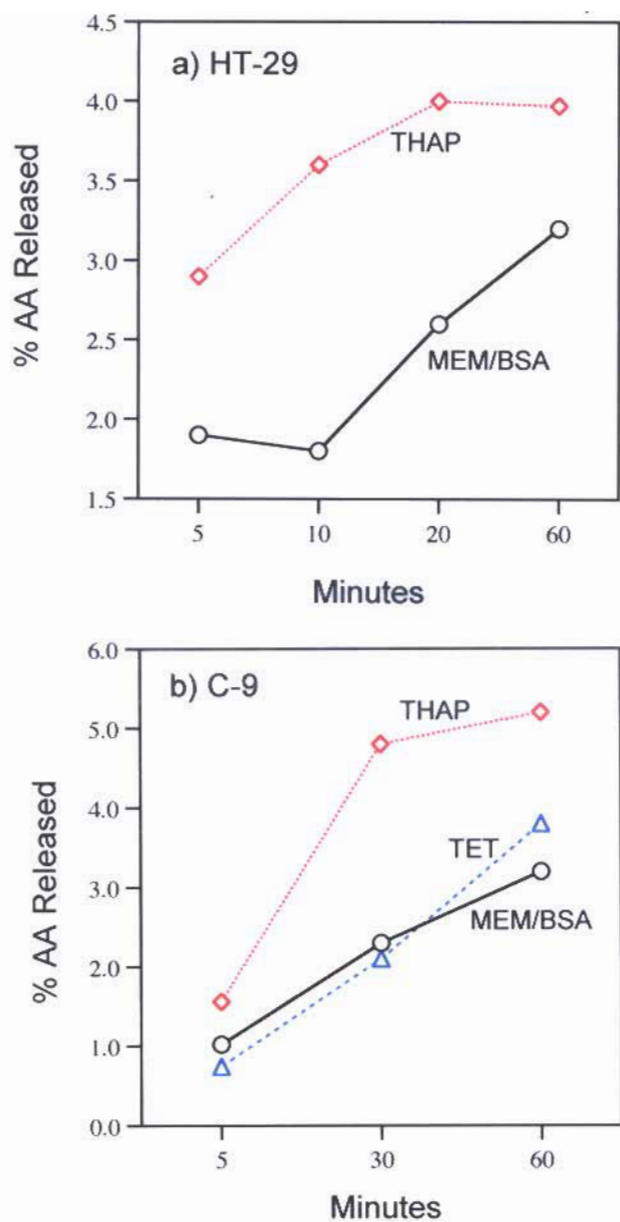 4.5
a) HT-29
4.0
THAP
3.5
3.0
% AA Released
2.5
MEM/BSA
2.0
1.5
5 10 20 60
Minutes
6.0
b) C-9
THAP
5.0
4.0
TET
3.0
MEM/BSA
% AA Released
2.0
1.0
0.0
5 30 60
Minutes